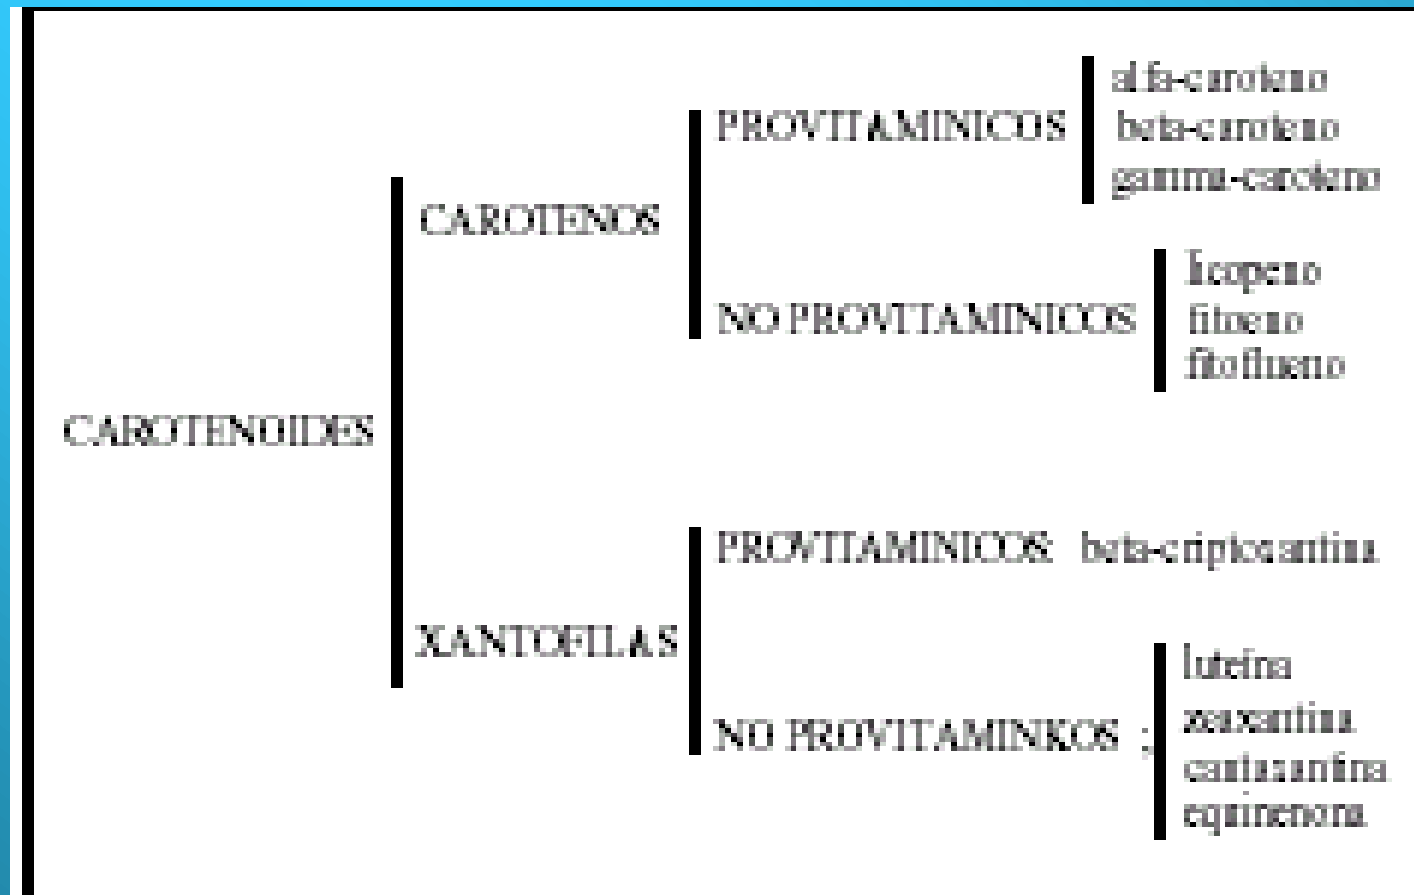 alfa-caroteno
PROVITAMINICOS
beta-caroteno
gamma-caroteno
CAROTENOS
licopeno
NO PROVITAMINICOS
fitoeno
fitoflueno
CAROTENOIDES
PROVITAMINICOS beta-criptoxantina
XANTOFILAS
luteína
zeaxantina
NO PROVITAMINKOS :
cantaxantina
equinenona